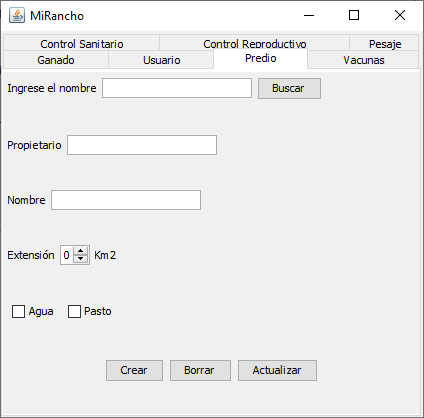 MiRancho
Control Sanitario Control Reproductivo Pesaje
Ganado Usuario Predio Vacunas
Ingrese el nombre Buscar
Propietario
Nombre
Extensión 0 Km2
Agua Pasto
Crear Borrar Actualizar